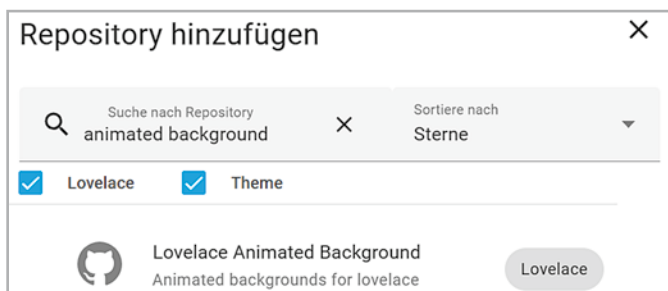 Repository hinzufügen
Suche nach Repository
animated background
Sortiere nach
Sterne
Lovelace
Theme
Lovelace Animated Background
Animated backgrounds for lovelace
Lovelace